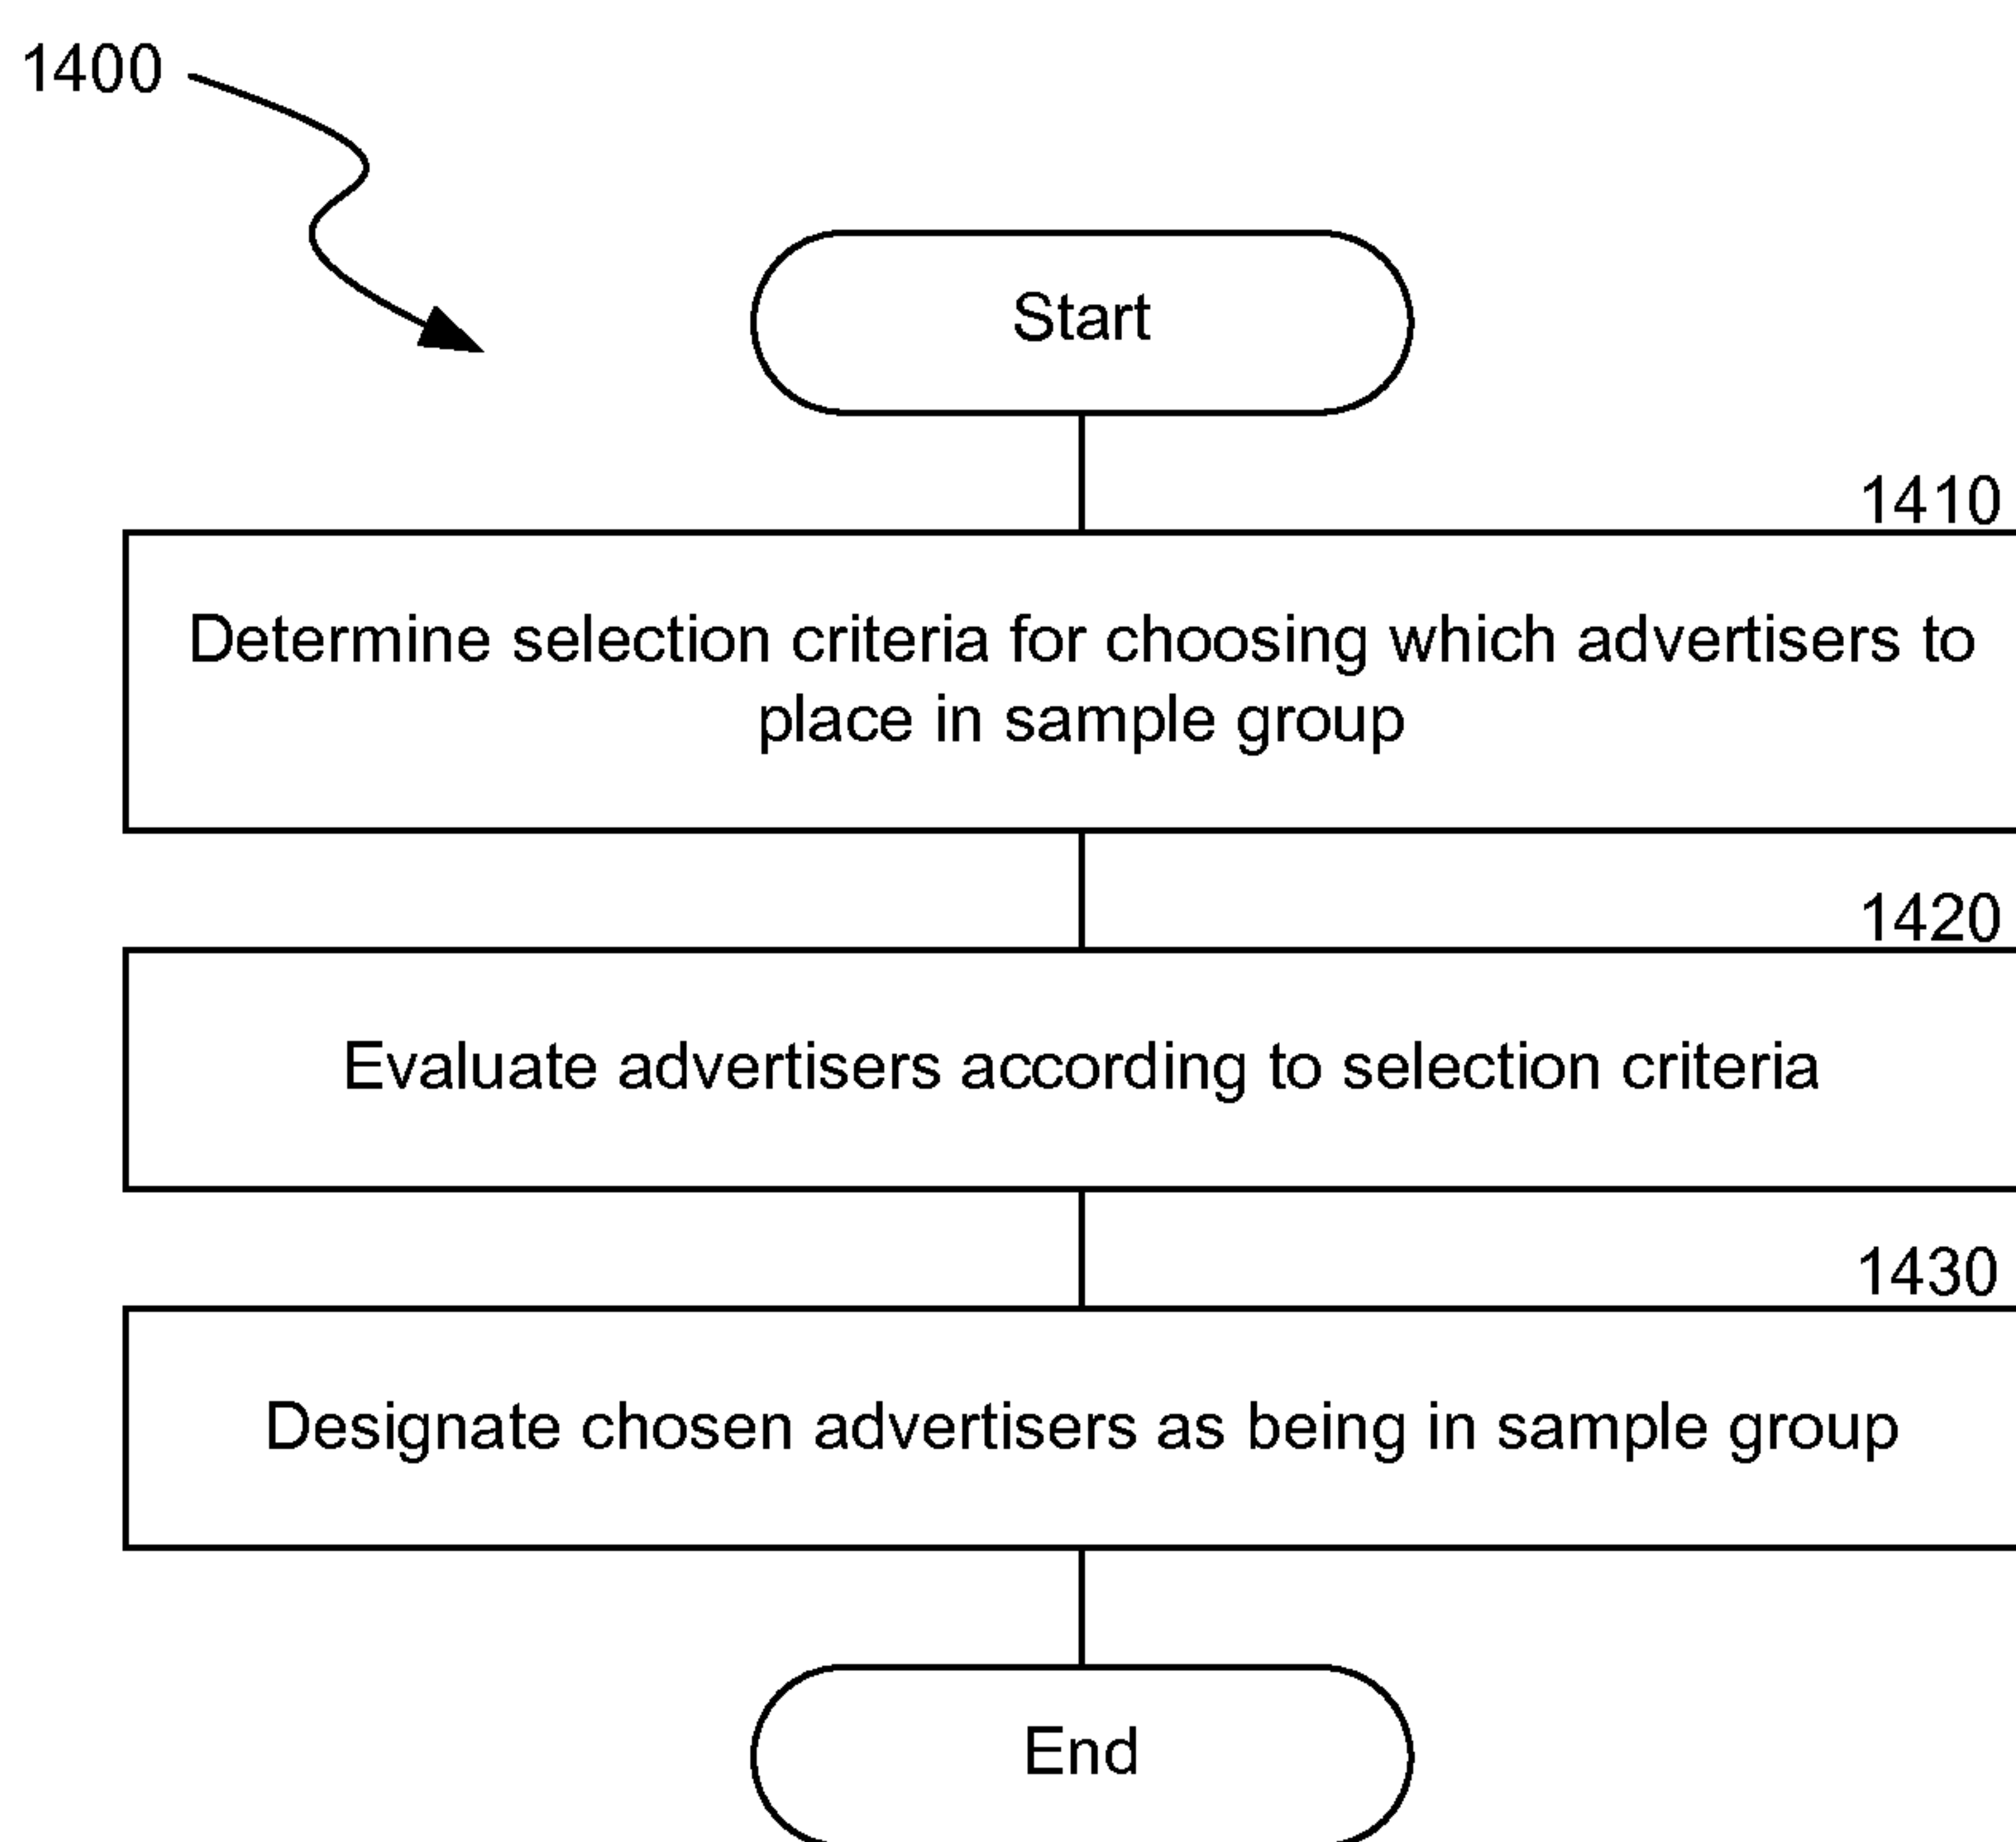 1400
Start
1410
Determine selection criteria for choosing which advertisers to
place in sample group
1420
Evaluate advertisers according to selection criteria
1430
Designate chosen advertisers as being in sample group
End